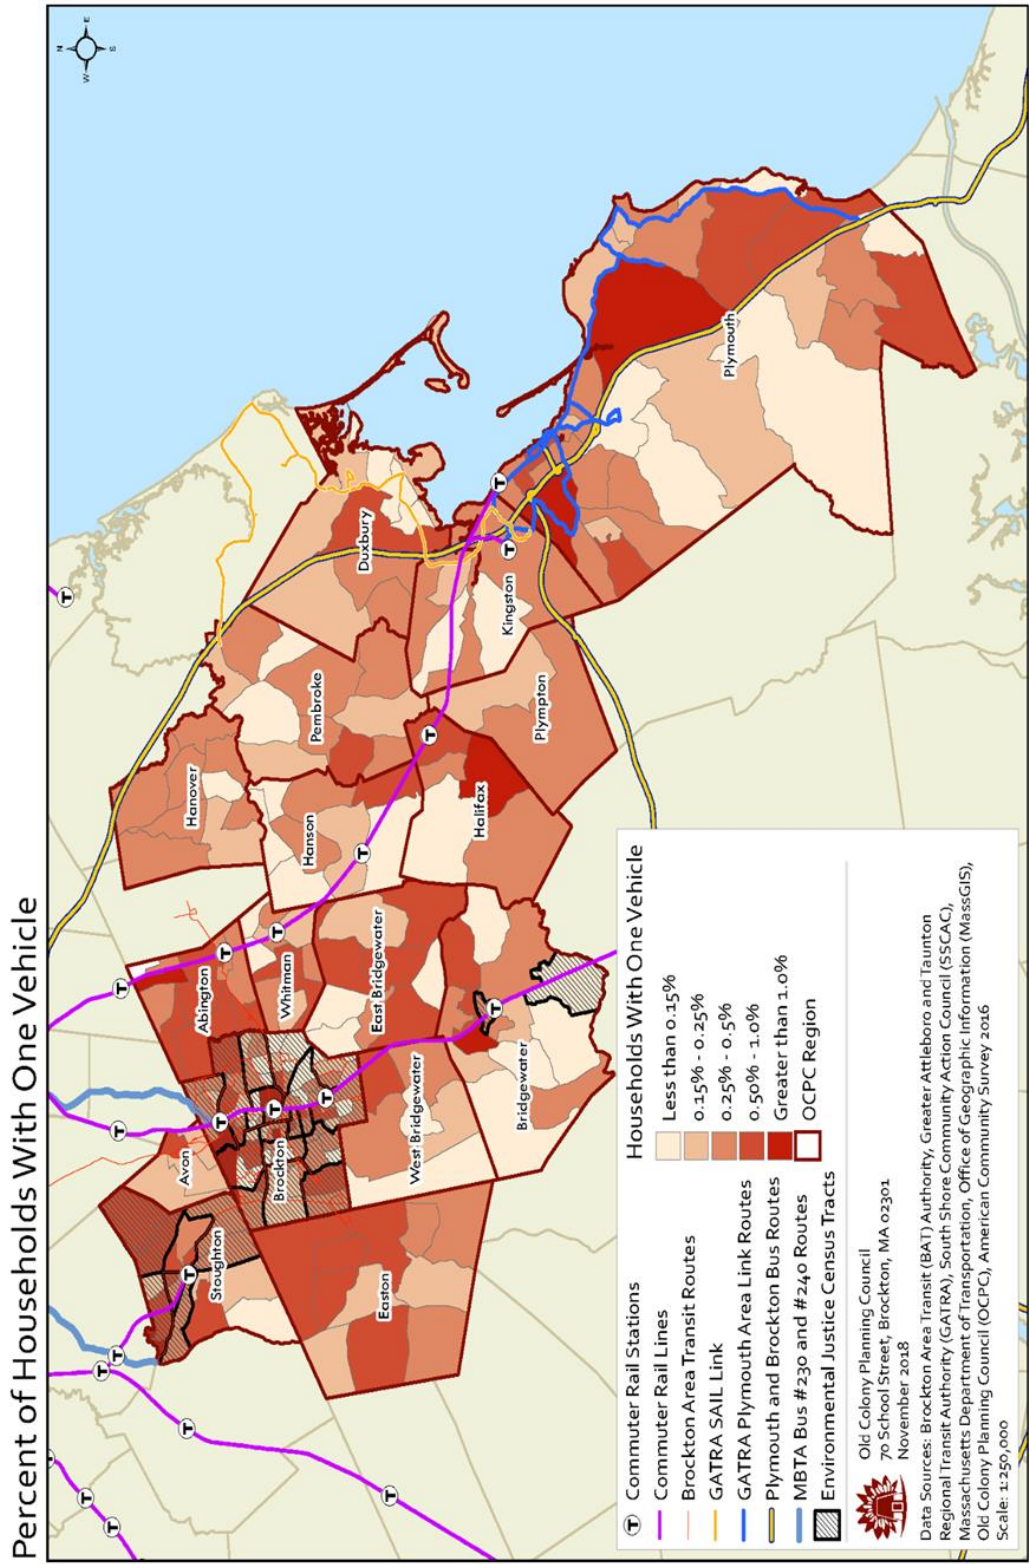 Percent of Households With One Vehicle
N
W
E
S
Stoughton
Avon
Abington
Hanover
Brockton
Whitman
Hanson
Pembroke
Duxbury
Easton
West Bridgewater
East Bridgewater
Bridgewater
Halifax
Plympton
Kingston
Plymouth
T Commuter Rail Stations
Commuter Rail Lines
Brockton Area Transit Routes
GATRA SAIL Link
GATRA Plymouth Area Link Routes
Plymouth and Brockton Bus Routes
MBTA Bus #230 and #240 Routes
Environmental Justice Census Tracts
Households With One Vehicle
Less than 0.15%
0.15% - 0.25%
0.25% - 0.5%
0.50% - 1.0%
Greater than 1.0%
OCPC Region
Old Colony Planning Council
70 School Street, Brockton, MA 02301
November 2018
Data Sources: Brockton Area Transit (BAT) Authority, Greater Attleboro and Taunton
Regional Transit Authority (GATRA), South Shore Community Action Council (SSCAC),
Massachusetts Department of Transportation, Office of Geographic Information (MassGIS),
Old Colony Planning Council (OCPC), American Community Survey 2016
Scale: 1:250,000